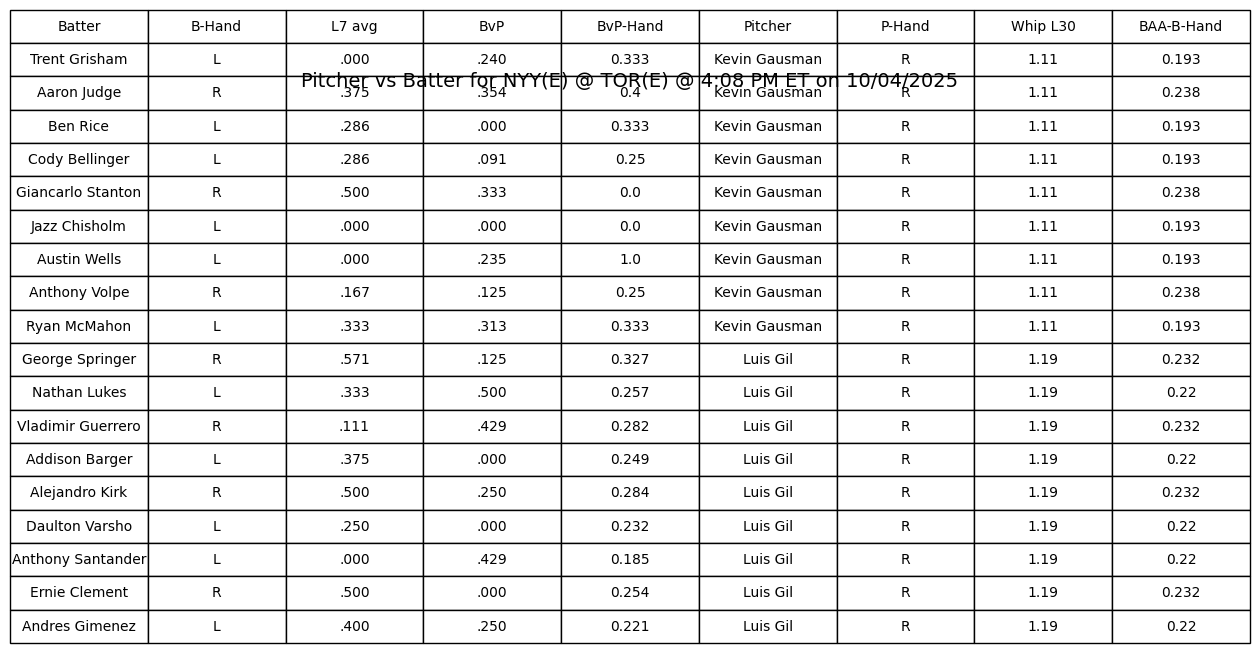 Batter B-Hand L7 avg BvP BvP-Hand Pitcher P-Hand Whip L30 BAA-B-Hand
Trent Grisham L .000 .240 0.333 Kevin Gausman R 1.11 0.193
Pitcher vs Batter for NYY(E) @ TOR(E) @ 4:08 PM ET on 10/04/2025
Aaron Judge R .375 .354 0.4 Kevin Gausman R 1.11 0.238
Ben Rice L .286 .000 0.333 Kevin Gausman R 1.11 0.193
Cody Bellinger L .286 .091 0.25 Kevin Gausman R 1.11 0.193
Giancarlo Stanton R .500 .333 0.0 Kevin Gausman R 1.11 0.238
Jazz Chisholm L .000 .000 0.0 Kevin Gausman R 1.11 0.193
Austin Wells L .000 .235 1.0 Kevin Gausman R 1.11 0.193
Anthony Volpe R .167 .125 0.25 Kevin Gausman R 1.11 0.238
Ryan McMahon L .333 .313 0.333 Kevin Gausman R 1.11 0.193
George Springer R .571 .125 0.327 Luis Gil R 1.19 0.232
Nathan Lukes L .333 .500 0.257 Luis Gil R 1.19 0.22
Vladimir Guerrero R .111 .429 0.282 Luis Gil R 1.19 0.232
Addison Barger L .375 .000 0.249 Luis Gil R 1.19 0.22
Alejandro Kirk R .500 .250 0.284 Luis Gil R 1.19 0.232
Daulton Varsho L .250 .000 0.232 Luis Gil R 1.19 0.22
Anthony Santander L .000 .429 0.185 Luis Gil R 1.19 0.22
Ernie Clement R .500 .000 0.254 Luis Gil R 1.19 0.232
Andres Gimenez L .400 .250 0.221 Luis Gil R 1.19 0.22